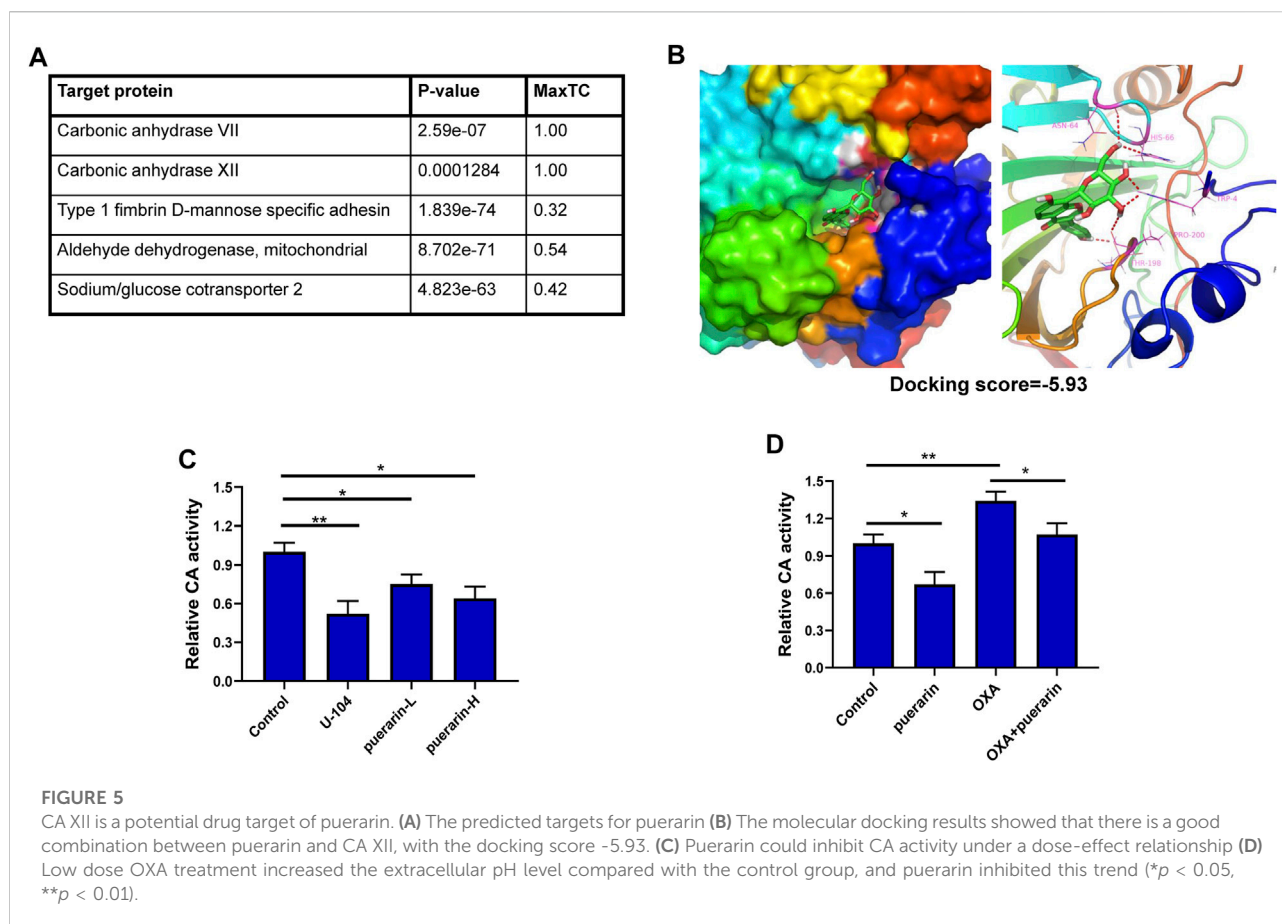 A
Target protein P-value MaxTC
Carbonic anhydrase VII 2.59e-07 1.00
Carbonic anhydrase XII 0.0001284 1.00
Type 1 fimbrin D-mannose specific adhesin 1.839e-74 0.32
Aldehyde dehydrogenase, mitochondrial 8.702e-71 0.54
Sodium/glucose cotransporter 2 4.823e-63 0.42
B
ASN-64
HIS-66
TRP-4
PRO-200
HR-198
Docking score=-5.93
C
Relative CA activity
1.5
1.2
0.9
0.6
0.3
0.0
*
*
**
Control
U-104
puerarin-L
puerarin-H
D
Relative CA activity
1.5
1.2
0.9
0.6
0.3
0.0
**
*
*
Control
puerarin
OXA
OXA+puerarin
FIGURE 5
CA XII is a potential drug target of puerarin. (A) The predicted targets for puerarin (B) The molecular docking results showed that there is a good
combination between puerarin and CA XII, with the docking score -5.93. (C) Puerarin could inhibit CA activity under a dose-effect relationship (D)
Low dose OXA treatment increased the extracellular pH level compared with the control group, and puerarin inhibited this trend (*p < 0.05,
**p < 0.01).